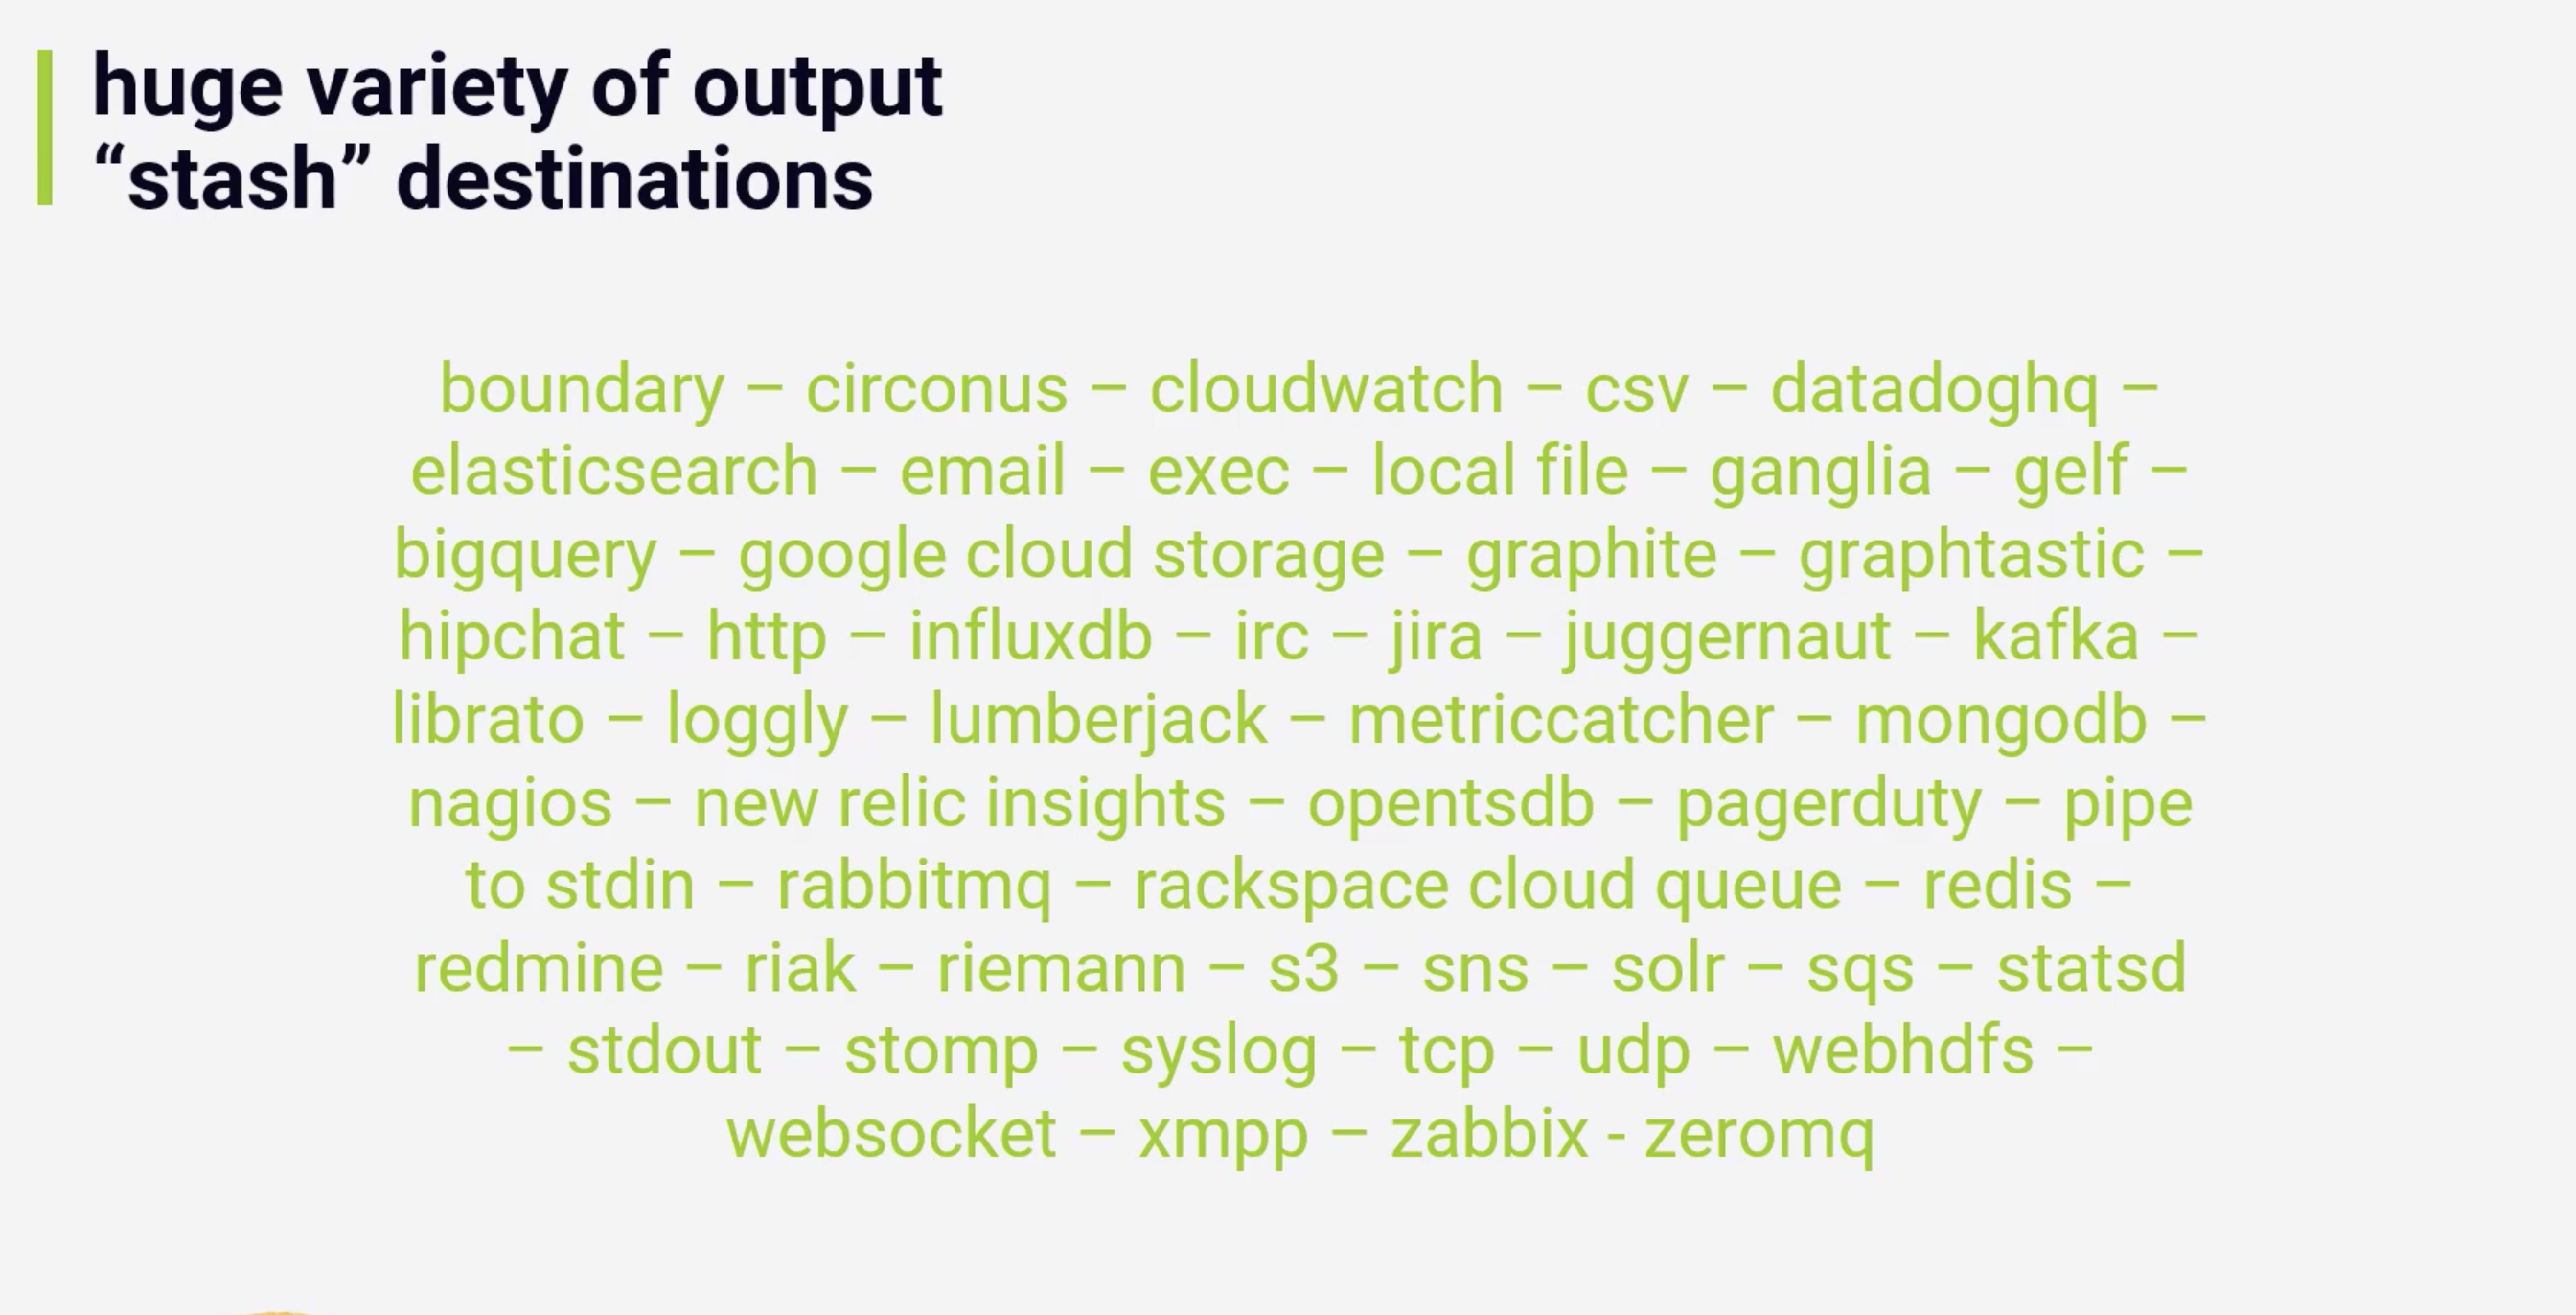 huge variety of output
“stash” destinations
boundary – circonus – cloudwatch – csv – datadoghq –
elasticsearch – email – exec – local file – ganglia – gelf –
bigquery – google cloud storage – graphite – graphtastic –
hipchat – http – influxdb – irc – jira – juggernaut – kafka –
librato – loggly – lumberjack – metriccatcher – mongodb –
nagios – new relic insights – opentsdb – pagerduty – pipe
to stdin – rabbitmq – rackspace cloud queue – redis –
redmine – riak – riemann – s3 – sns – solr – sqs – statsd
– stdout – stomp – syslog – tcp – udp – webhdfs –
websocket – xmpp – zabbix - zeromq